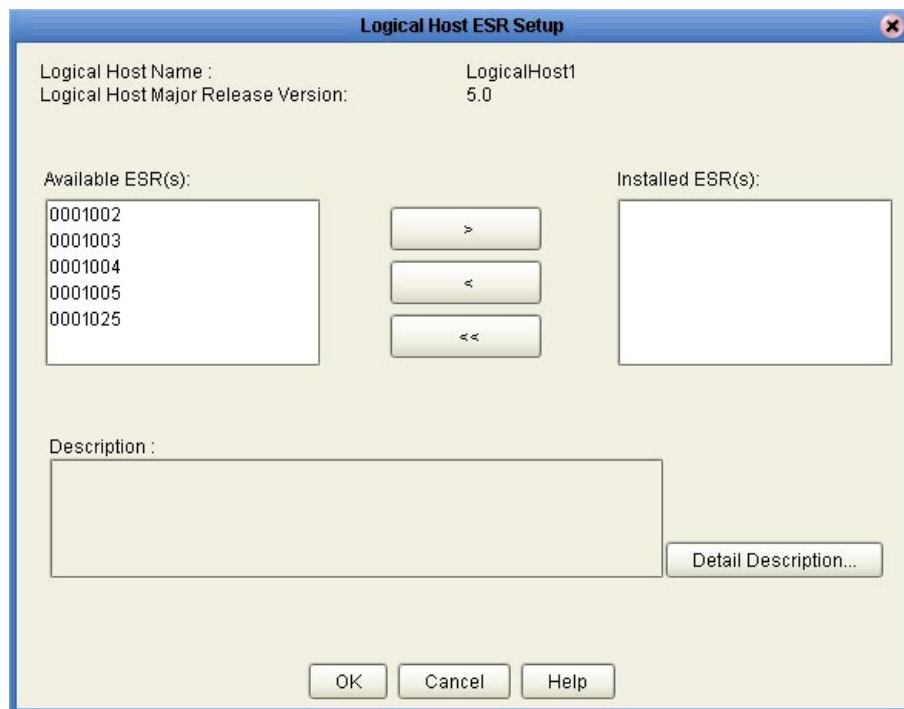 Logical Host ESR Setup
Logical Host Name : LogicalHost1
Logical Host Major Release Version: 5.0
Available ESR(s): Installed ESR(s):
0001002
0001003
0001004
0001005
0001025
>
<
<<
Description :
Detail Description...
OK Cancel Help